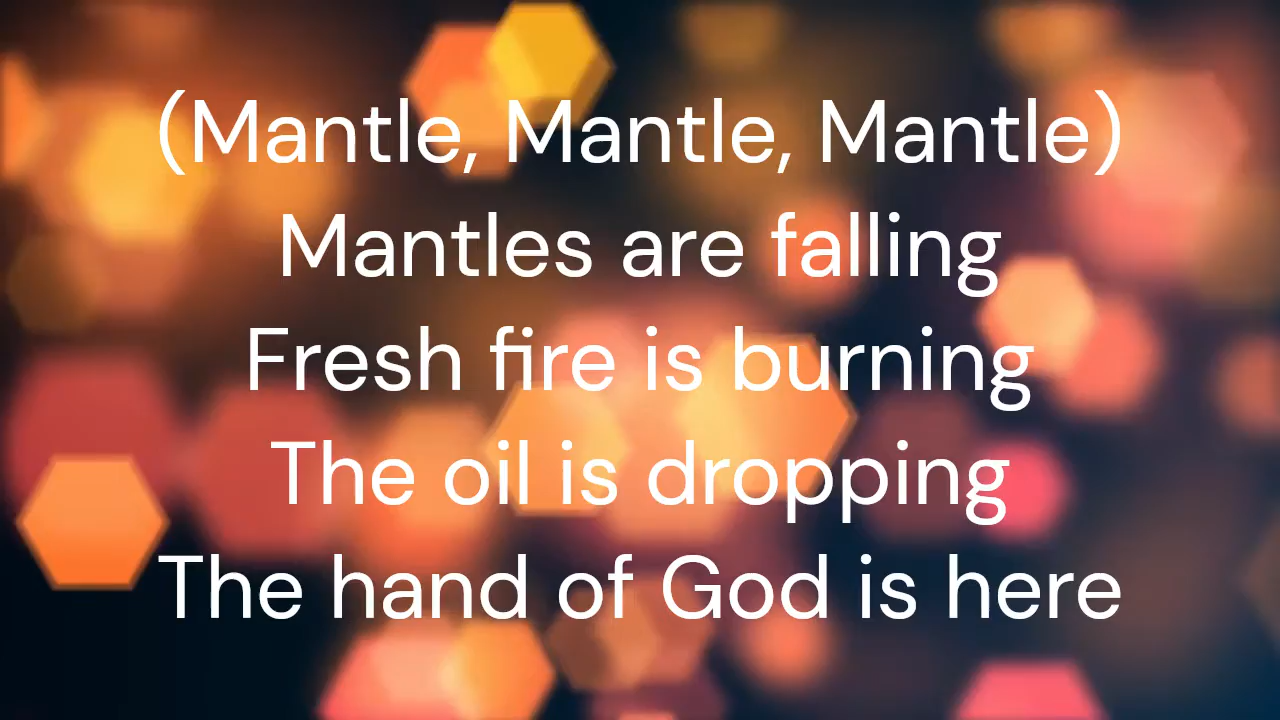 (Mantle, Mantle, Mantle)
Mantles are falling
Fresh fire is burning
The oil is dropping
The hand of God is here